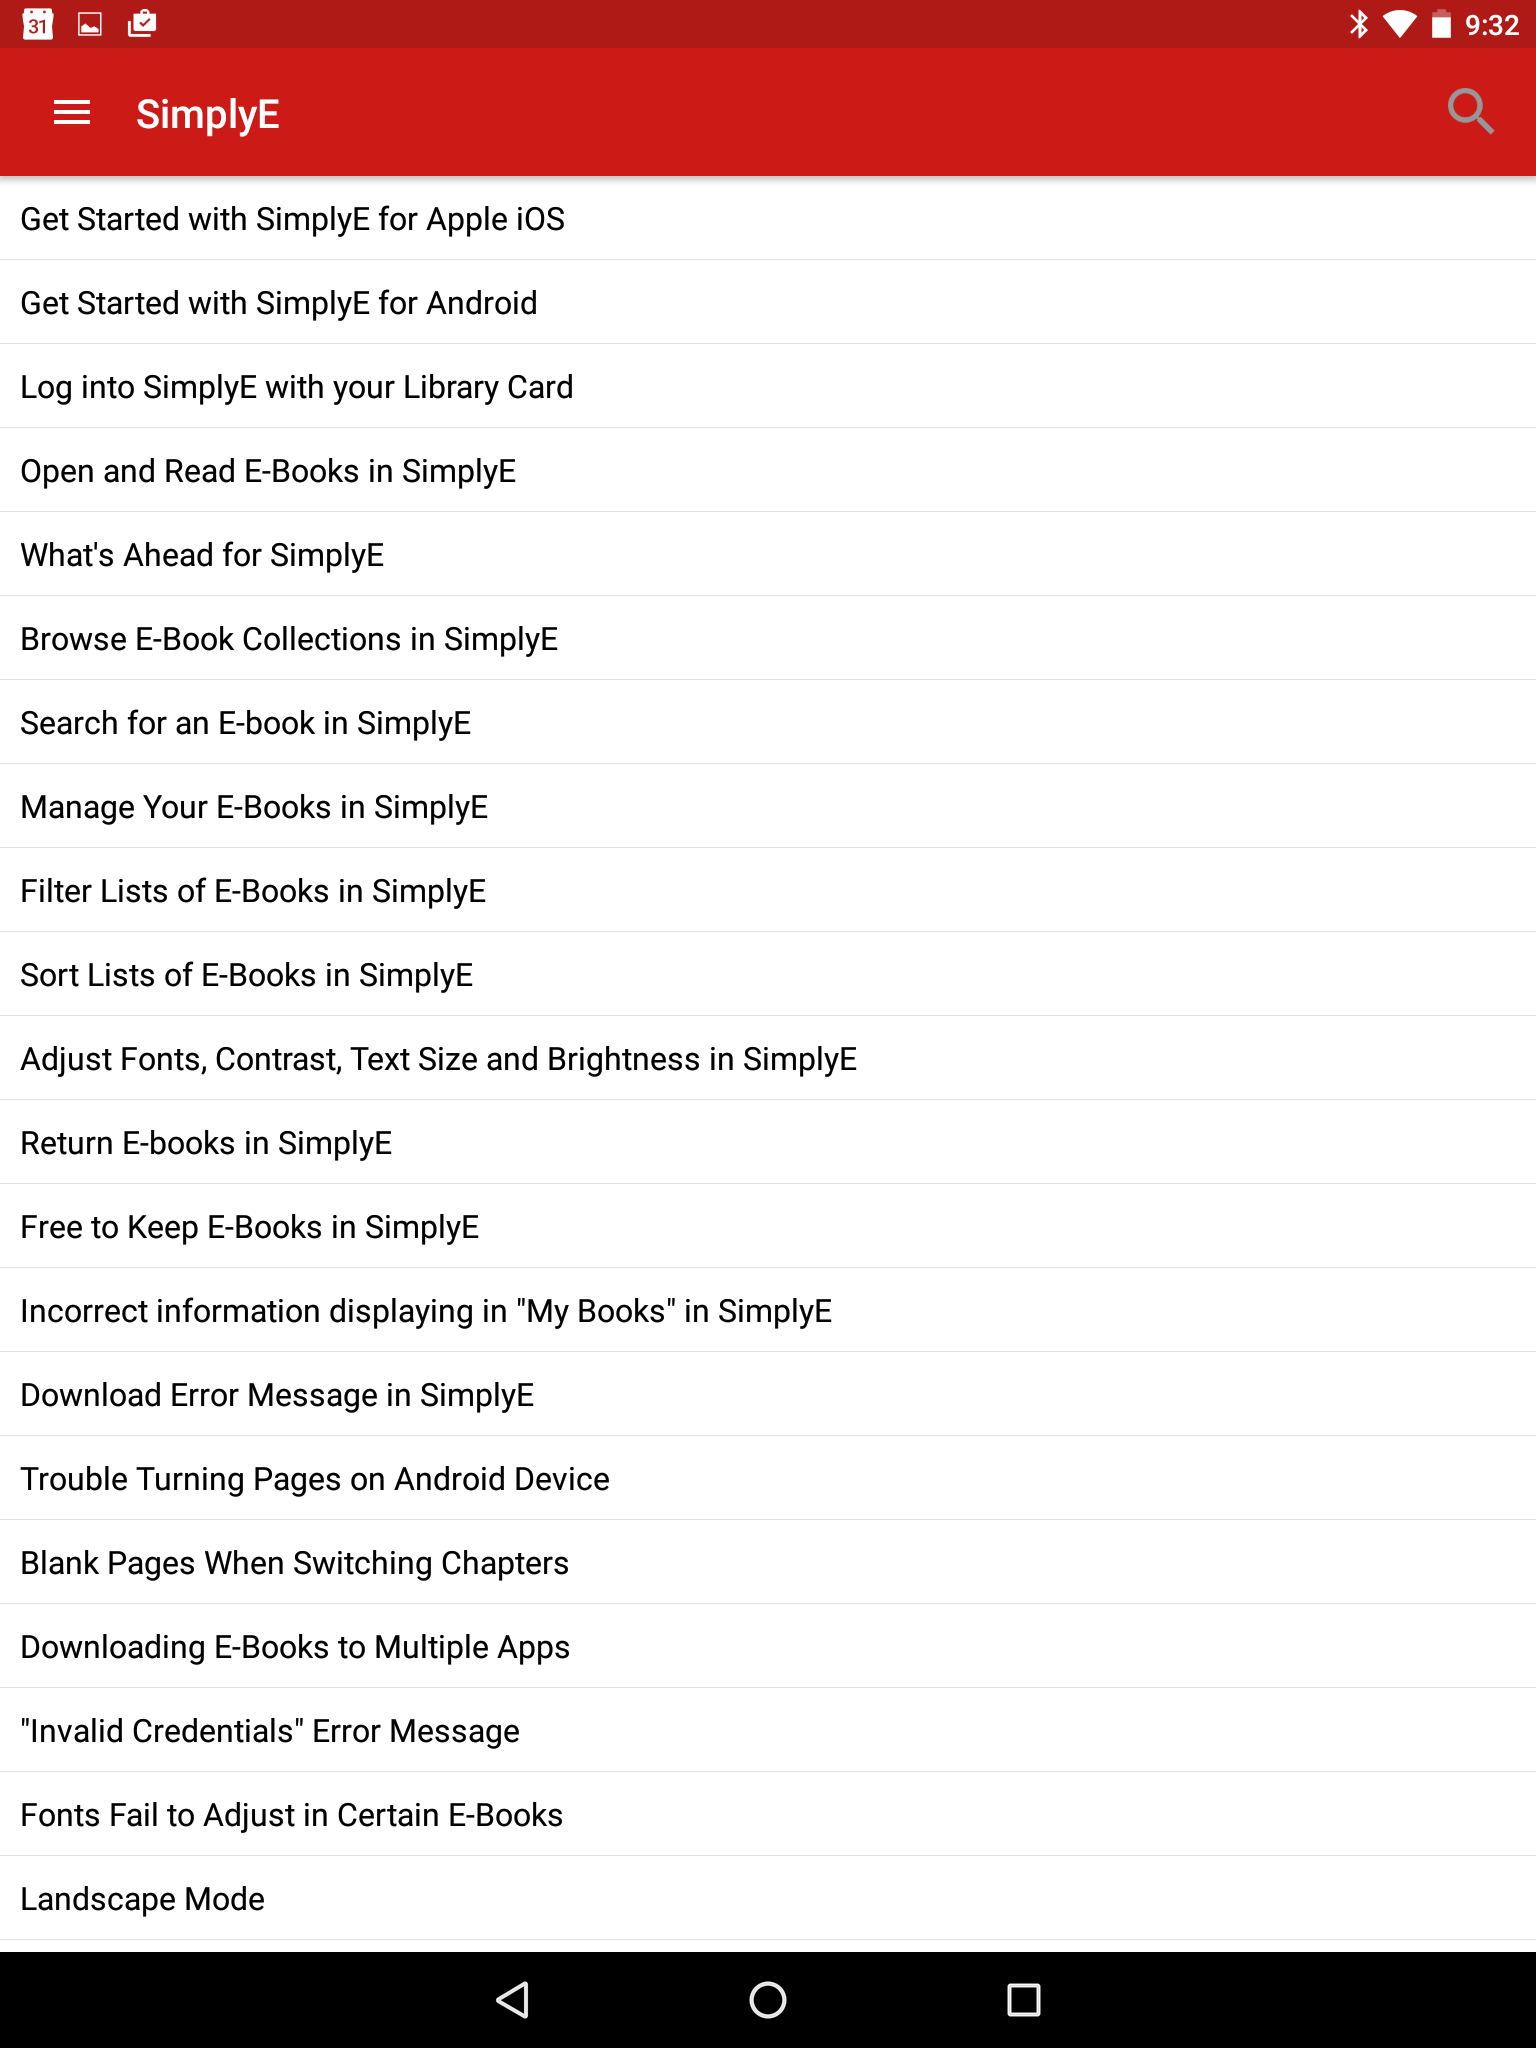 31
9:32
SimplyE
Get Started with SimplyE for Apple iOS
Get Started with SimplyE for Android
Log into SimplyE with your Library Card
Open and Read E-Books in SimplyE
What's Ahead for SimplyE
Browse E-Book Collections in SimplyE
Search for an E-book in SimplyE
Manage Your E-Books in SimplyE
Filter Lists of E-Books in SimplyE
Sort Lists of E-Books in SimplyE
Adjust Fonts, Contrast, Text Size and Brightness in SimplyE
Return E-books in SimplyE
Free to Keep E-Books in SimplyE
Incorrect information displaying in "My Books" in SimplyE
Download Error Message in SimplyE
Trouble Turning Pages on Android Device
Blank Pages When Switching Chapters
Downloading E-Books to Multiple Apps
"Invalid Credentials" Error Message
Fonts Fail to Adjust in Certain E-Books
Landscape Mode